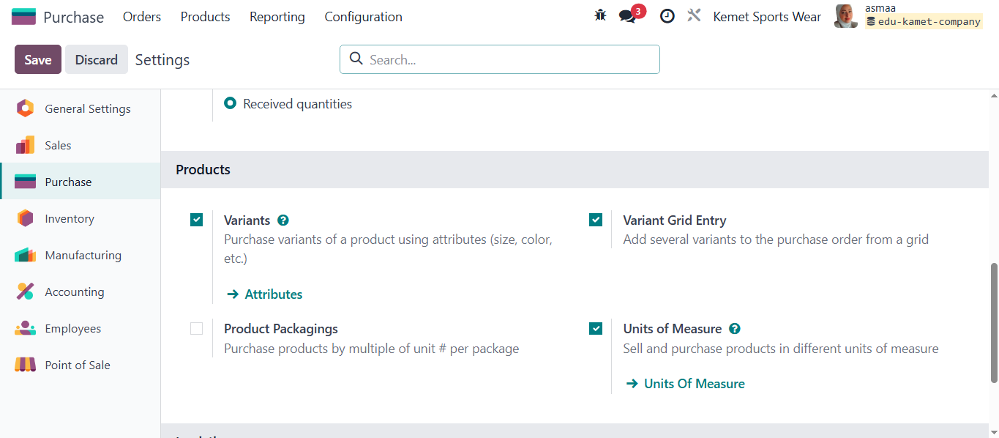 Purchase Orders Products Reporting Configuration 3 Kemet Sports Wear asmaa
edu-kamet-company
Save Discard Settings Search...
General Settings
Sales
Purchase
Inventory
Manufacturing
Accounting
Employees
Point of Sale
Received quantities
Products
Variants ?
Purchase variants of a product using attributes (size, color,
etc.)
→ Attributes
Variant Grid Entry
Add several variants to the purchase order from a grid
Product Packagings
Purchase products by multiple of unit # per package
Units of Measure ?
Sell and purchase products in different units of measure
→ Units Of Measure